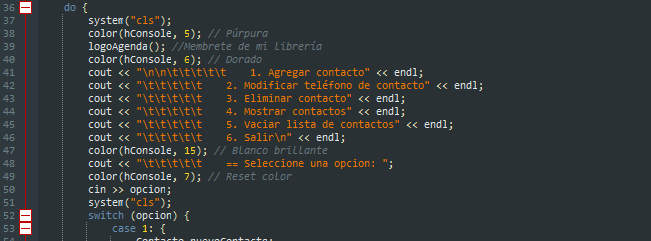 36 do {
37 system("cls");
38 color(hConsole, 5); // Púrpura
39 logoAgenda(); //Membrete de mi librería
40 color(hConsole, 6); // Dorado
41 cout << "\n\n\t\t\t\t\t    1. Agregar contacto" << endl;
42 cout << "\t\t\t\t\t    2. Modificar teléfono de contacto" << endl;
43 cout << "\t\t\t\t\t    3. Eliminar contacto" << endl;
44 cout << "\t\t\t\t\t    4. Mostrar contactos" << endl;
45 cout << "\t\t\t\t\t    5. Vaciar lista de contactos" << endl;
46 cout << "\t\t\t\t\t    6. Salir\n" << endl;
47 color(hConsole, 15); // Blanco brillante
48 cout << "\t\t\t\t\t    == Seleccione una opcion: ";
49 color(hConsole, 7); // Reset color
50 cin >> opcion;
51 system("cls");
52 switch (opcion) {
53 case 1: {
54 Contacto nuevoContacto;